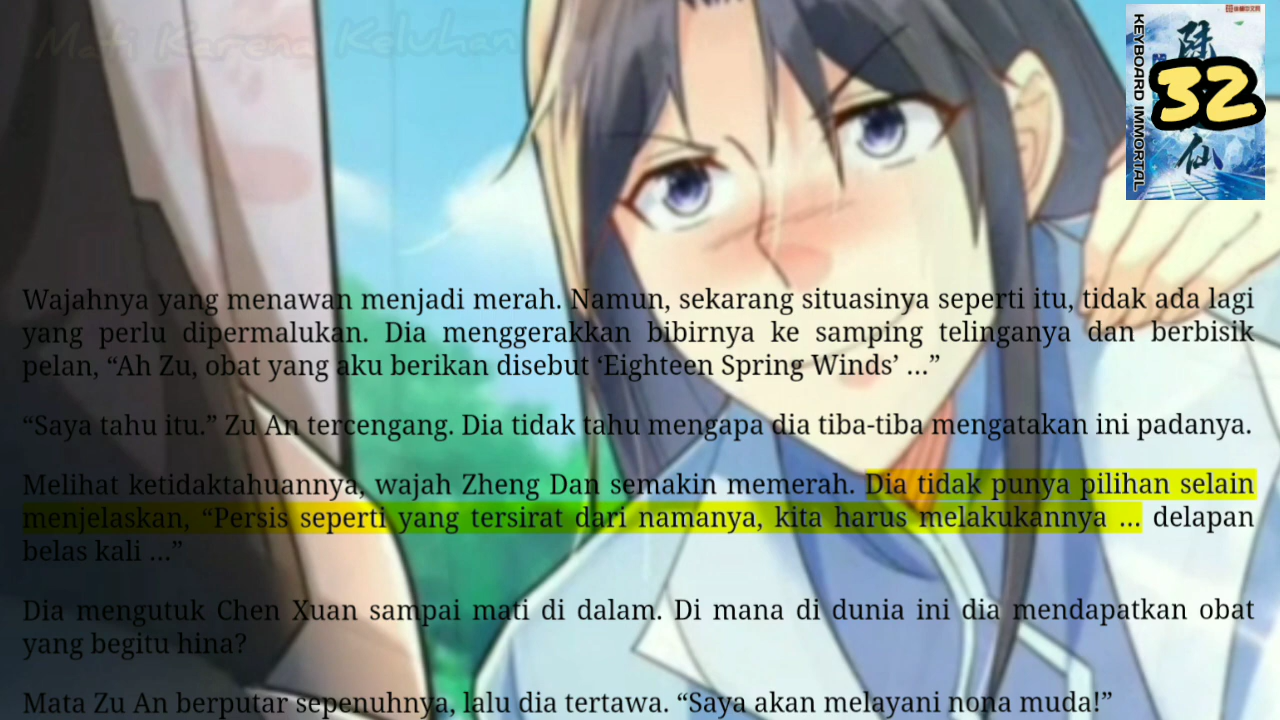 Mati Karena Keluhan
KEYBOARD IMMORTAL
32
仙
Wajahnya yang menawan menjadi merah. Namun, sekarang situasinya seperti itu, tidak ada lagi
yang perlu dipermalukan. Dia menggerakkan bibirnya ke samping telinganya dan berbisik
pelan, “Ah Zu, obat yang aku berikan disebut ‘Eighteen Spring Winds’ ...”
“Saya tahu itu.” Zu An tercengang. Dia tidak tahu mengapa dia tiba-tiba mengatakan ini padanya.
Melihat ketidaktahuannya, wajah Zheng Dan semakin memerah. Dia tidak punya pilihan selain
menjelaskan, “Persis seperti yang tersirat dari namanya, kita harus melakukannya ... delapan
belas kali ...”
Dia mengutuk Chen Xuan sampai mati di dalam. Di mana di dunia ini dia mendapatkan obat
yang begitu hina?
Mata Zu An berputar sepenuhnya, lalu dia tertawa. “Saya akan melayani nona muda!”